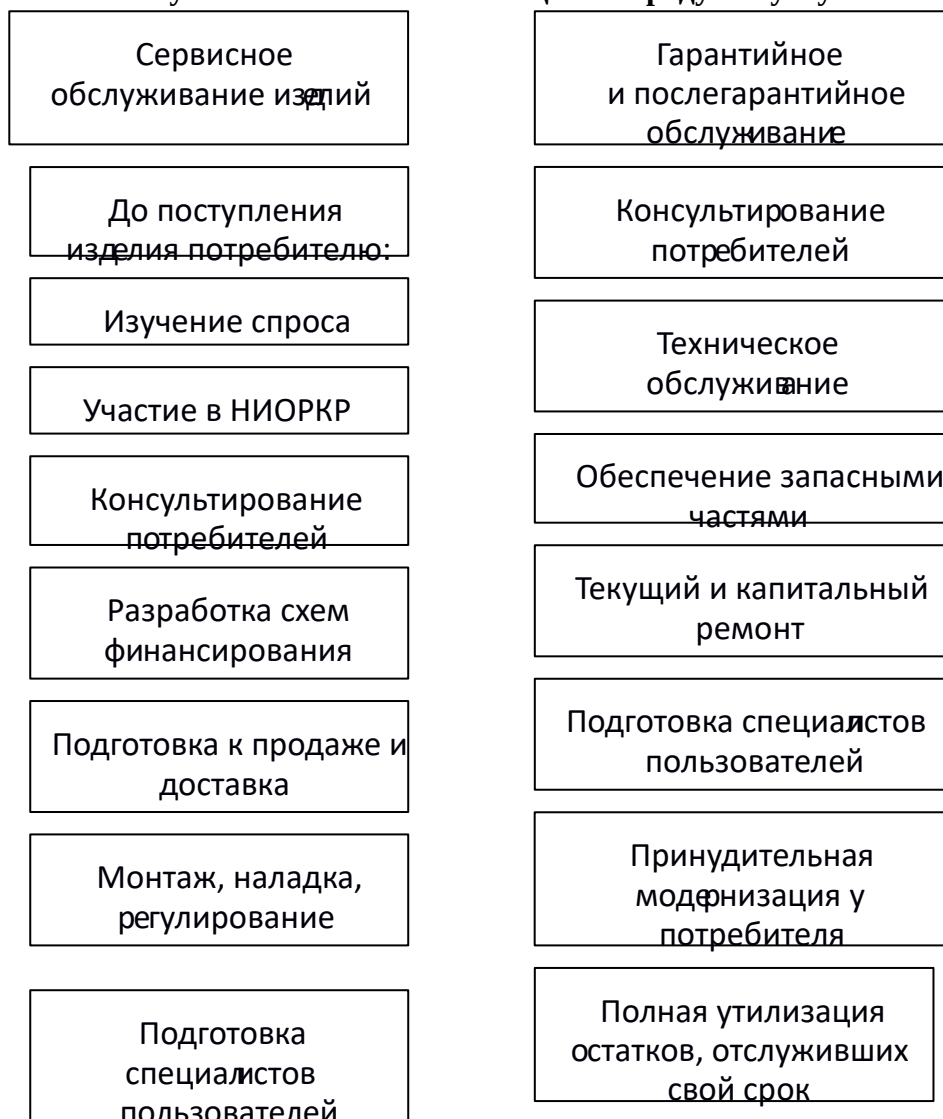 Сервисное
обслуживание изделий
До поступления
изделия потребителю:
Изучение спроса
Участие в НИОРКР
Консультирование
потребителей
Разработка схем
финансирования
Подготовка к продаже и
доставка
Монтаж, наладка,
регулирование
Подготовка
специалистов
пользователей
Гарантийное
и послегарантийное
обслуживание
Консультирование
потребителей
Техническое
обслуживание
Обеспечение запасными
частями
Текущий и капитальный
ремонт
Подготовка специалистов
пользователей
Принудительная
модернизация у
потребителя
Полная утилизация
остатков, отслуживших
свой срок